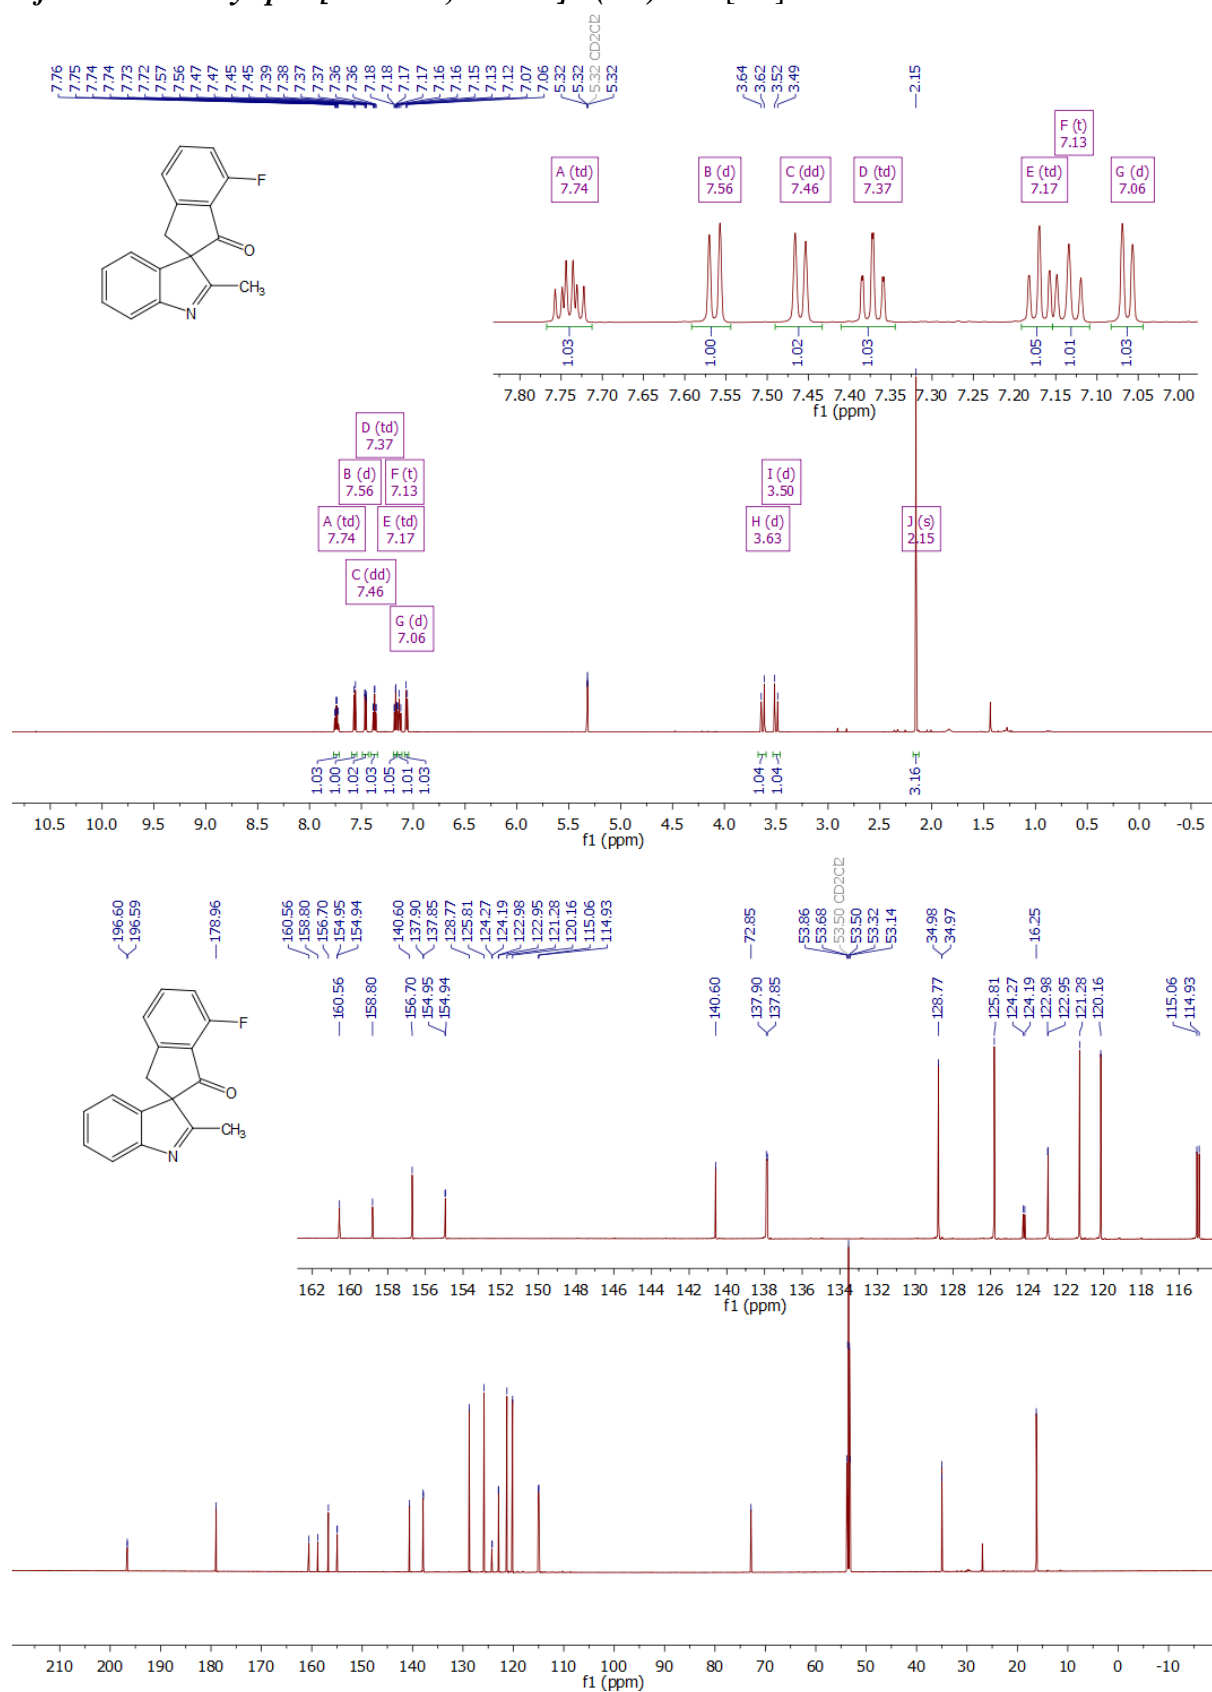 7.76 7.75 7.74 7.74 7.73 7.72 7.57 7.56 7.47 7.47 7.45 7.45 7.39 7.38 7.37 7.37 7.36 7.36 7.18 7.18 7.17 7.17 7.16 7.16 7.15 7.13 7.12 7.07 7.06 5.32 5.32 5.32 CD2Cl2 5.32 3.64 3.62 3.52 3.49 2.15
F
O
CH3
N
F (t)
7.13
A (td) B (d) C (dd) D (td) E (td) G (d)
7.74 7.56 7.46 7.37 7.17 7.06
1.03 1.00 1.02 1.03 1.05 1.01 1.03
7.80 7.75 7.70 7.65 7.60 7.55 7.50 7.45 7.40 7.35 7.30 7.25 7.20 7.15 7.10 7.05 7.00
f1 (ppm)
D (td)
7.37
B (d) F (t) I (d)
7.56 7.13 3.50
A (td) E (td) H (d) J (s)
7.74 7.17 3.63 2.15
C (dd)
7.46
G (d)
7.06
1.03 1.00 1.02 1.03 1.05 1.01 1.03 1.04 1.04 3.16
10.5 10.0 9.5 9.0 8.5 8.0 7.5 7.0 6.5 6.0 5.5 5.0 4.5 4.0 3.5 3.0 2.5 2.0 1.5 1.0 0.5 0.0 -0.5
f1 (ppm)
196.60 196.59 178.96 160.56 158.80 156.70 154.95 154.94 140.60 137.90 137.85 128.77 125.81 124.27 124.19 122.98 122.95 121.28 120.16 115.06 114.93 72.85 53.86 53.68 53.50 CD2Cl2 53.50 53.32 53.14 34.98 34.97 16.25
160.56 158.80 156.70 154.95 154.94 140.60 137.90 137.85 128.77 125.81 124.27 124.19 122.98 122.95 121.28 120.16 115.06 114.93
F
O
CH3
N
162 160 158 156 154 152 150 148 146 144 142 140 138 136 134 132 130 128 126 124 122 120 118 116
f1 (ppm)
210 200 190 180 170 160 150 140 130 120 110 100 90 80 70 60 50 40 30 20 10 0 -10
f1 (ppm)